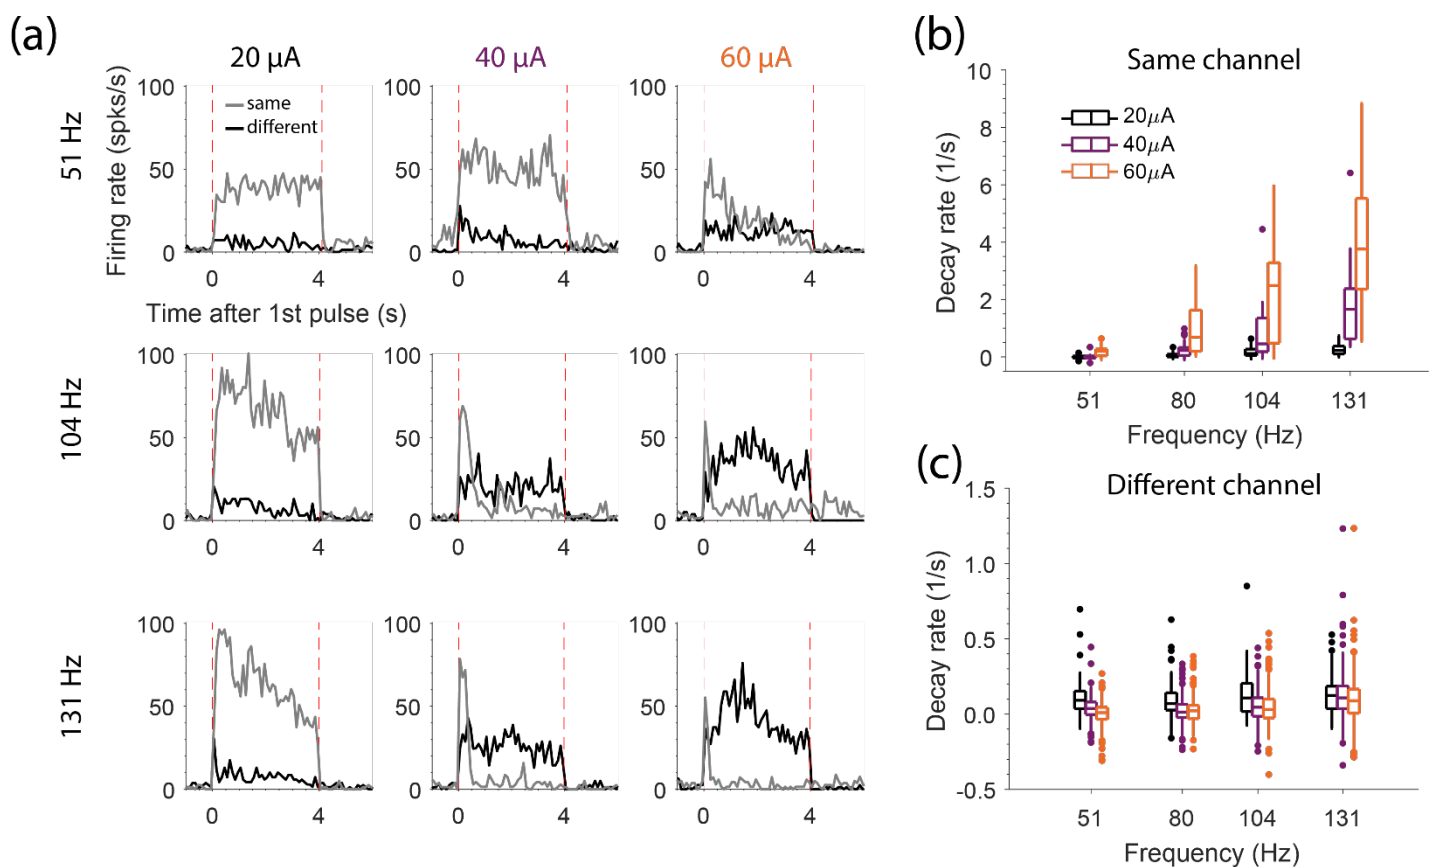 (a)
20 µA
40 µA
60 µA
51 Hz
Firing rate (spks/s)
100
50
0
same
different
0
4
100
50
0
0
4
100
50
0
0
4
Time after 1st pulse (s)
104 Hz
100
50
0
0
4
100
50
0
0
4
100
50
0
0
4
131 Hz
100
50
0
0
4
100
50
0
0
4
100
50
0
0
4
(b)
Same channel
Decay rate (1/s)
10
8
6
4
2
0
20µA
40µA
60µA
51
80
104
131
Frequency (Hz)
(c)
Different channel
Decay rate (1/s)
1.5
1.0
0.5
0.0
-0.5
51
80
104
131
Frequency (Hz)